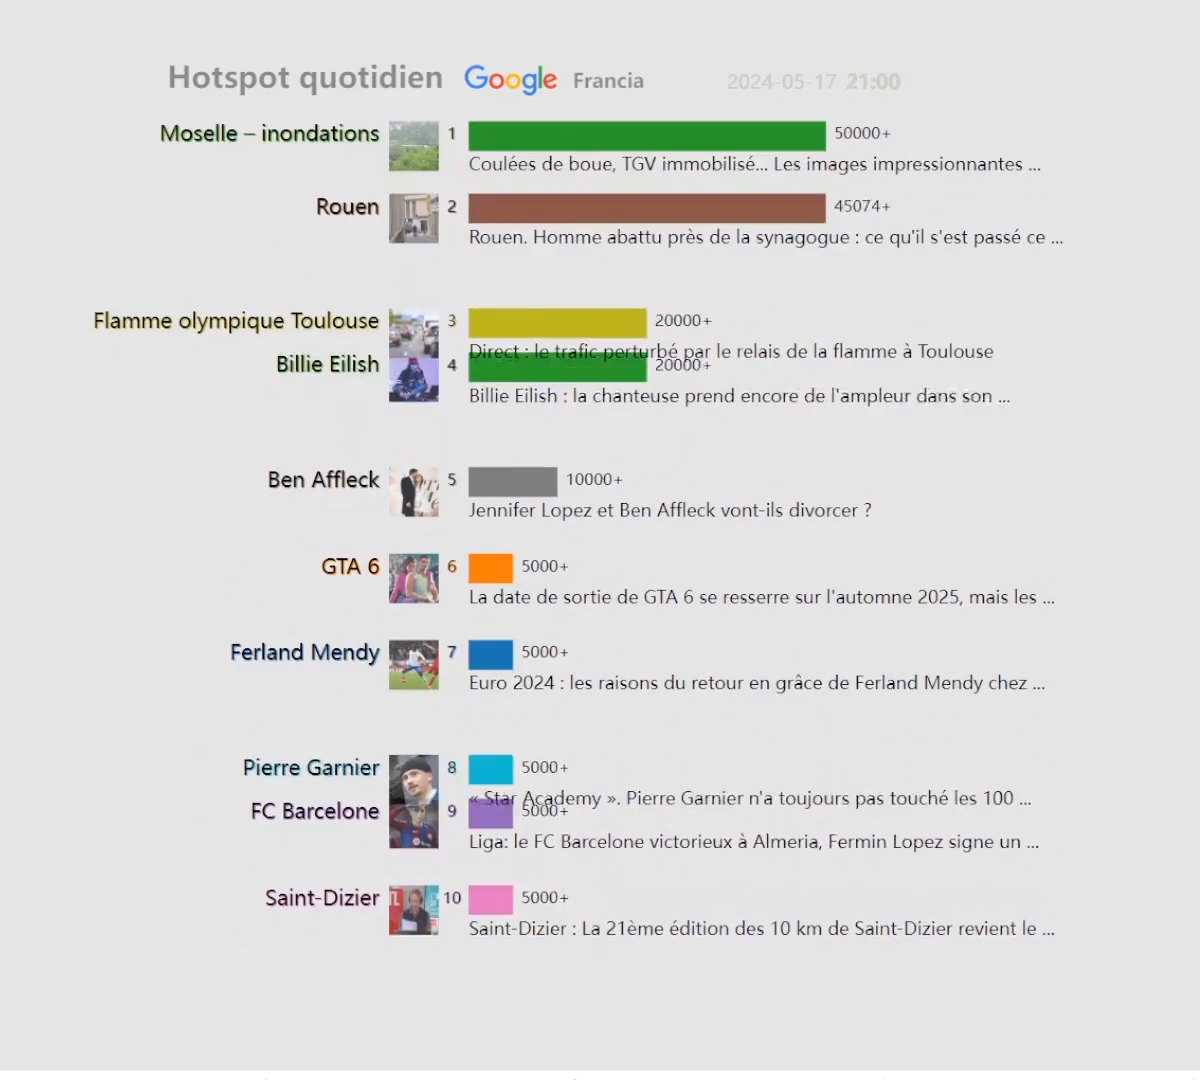 Hotspot quotidien Google Francia 2024-05-17 21:00
Moselle – inondations 1 50000+
Coulées de boue, TGV immobilisé... Les images impressionnantes ...
Rouen 2 45074+
Rouen. Homme abattu près de la synagogue : ce qu'il s'est passé ce ...
Flamme olympique Toulouse 3 20000+
Direct : le trafic perturbé par le relais de la flamme à Toulouse
Billie Eilish 4 20000+
Billie Eilish : la chanteuse prend encore de l'ampleur dans son ...
Ben Affleck 5 10000+
Jennifer Lopez et Ben Affleck vont-ils divorcer ?
GTA 6 6 5000+
La date de sortie de GTA 6 se resserre sur l'automne 2025, mais les ...
Ferland Mendy 7 5000+
Euro 2024 : les raisons du retour en grâce de Ferland Mendy chez ...
Pierre Garnier 8 5000+
« Star Academy ». Pierre Garnier n'a toujours pas touché les 100 ...
FC Barcelone 9 5000+
Liga: le FC Barcelone victorieux à Almeria, Fermin Lopez signe un ...
Saint-Dizier 10 5000+
Saint-Dizier : La 21ème édition des 10 km de Saint-Dizier revient le ...